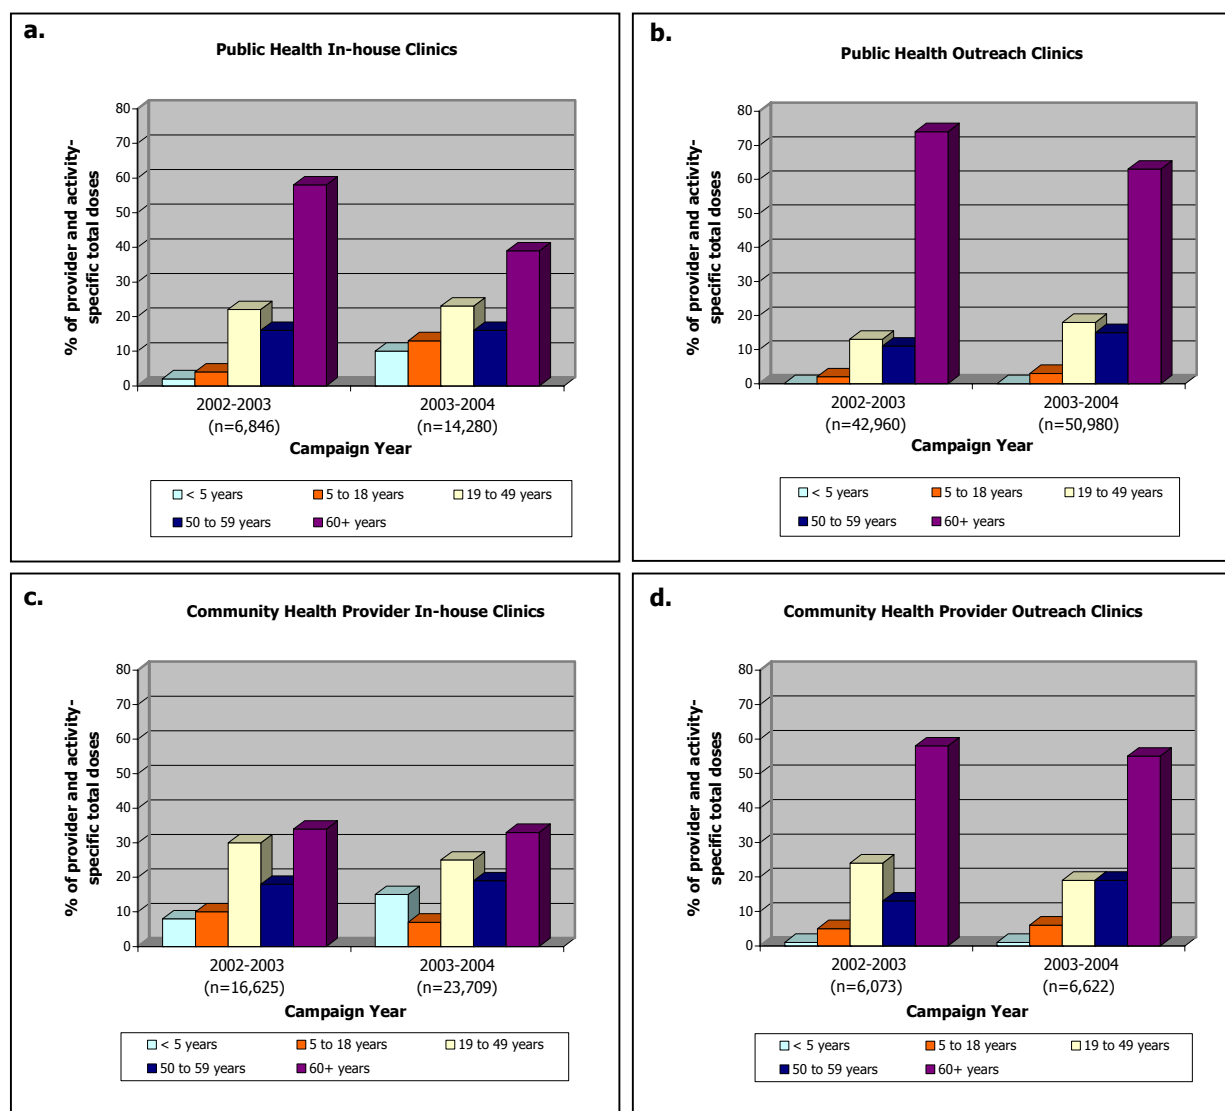 a.
Public Health In-house Clinics
% of provider and activity-
specific total doses
80
70
60
50
40
30
20
10
0
2002-2003
2003-2004
(n=6,846)
(n=14,280)
Campaign Year
< 5 years
5 to 18 years
19 to 49 years
50 to 59 years
60+ years
b.
Public Health Outreach Clinics
% of provider and activity-
specific total doses
80
70
60
50
40
30
20
10
0
2002-2003
2003-2004
(n=42,960)
(n=50,980)
Campaign Year
< 5 years
5 to 18 years
19 to 49 years
50 to 59 years
60+ years
c.
Community Health Provider In-house Clinics
% of provider and activity-
specific total doses
80
70
60
50
40
30
20
10
0
2002-2003
2003-2004
(n=16,625)
(n=23,709)
Campaign Year
< 5 years
5 to 18 years
19 to 49 years
50 to 59 years
60+ years
d.
Community Health Provider Outreach Clinics
% of provider and activity-
specific total doses
80
70
60
50
40
30
20
10
0
2002-2003
2003-2004
(n=6,073)
(n=6,622)
Campaign Year
< 5 years
5 to 18 years
19 to 49 years
50 to 59 years
60+ years